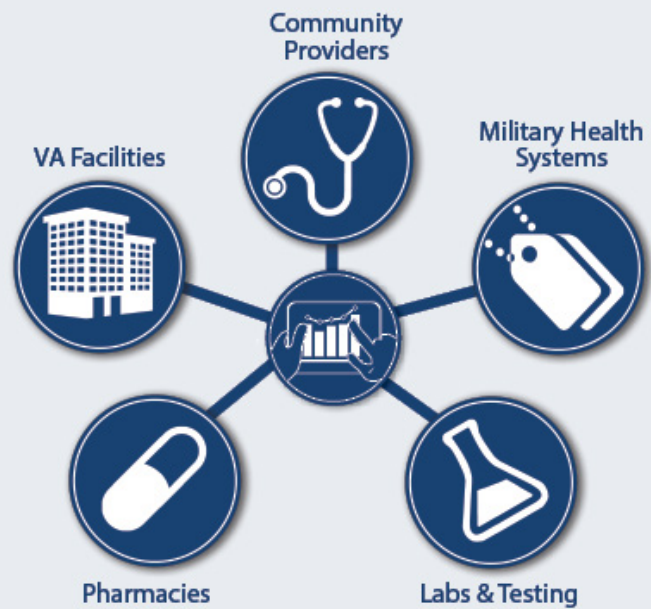 Community
Providers
VA Facilities
Military Health
Systems
Pharmacies
Labs & Testing